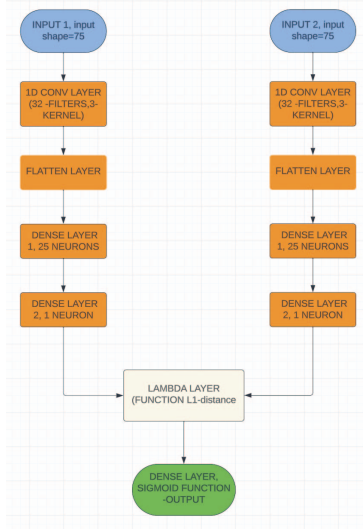 INPUT 1, input
shape=75
INPUT 2, input
shape=75
1D CONV LAYER
(32 -FILTERS,3-
KERNEL)
1D CONV LAYER
(32 -FILTERS,3-
KERNEL)
FLATTEN LAYER
FLATTEN LAYER
DENSE LAYER
1, 25 NEURONS
DENSE LAYER
1, 25 NEURONS
DENSE LAYER
2, 1 NEURON
DENSE LAYER
2, 1 NEURON
LAMBDA LAYER
(FUNCTION L1-distance
DENSE LAYER,
SIGMOID FUNCTION
-OUTPUT